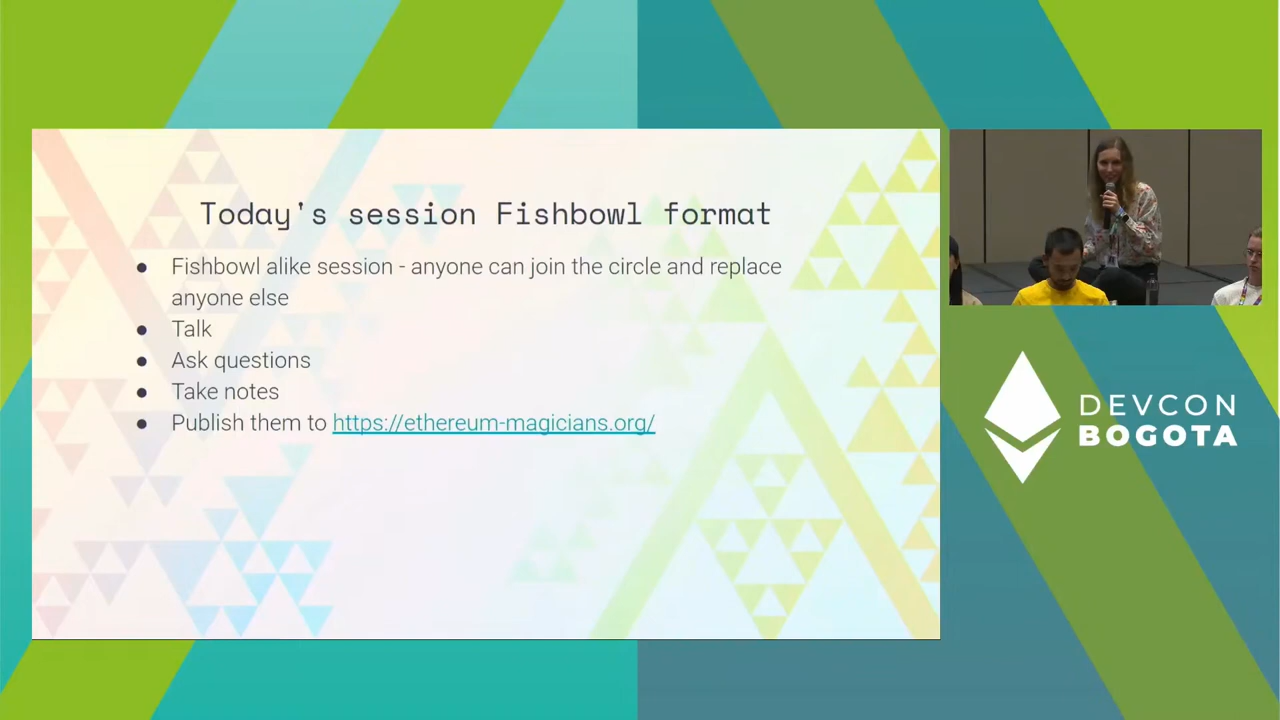 Today's session Fishbowl format
● Fishbowl alike session - anyone can join the circle and replace
anyone else
● Talk
● Ask questions
● Take notes
● Publish them to https://ethereum-magicians.org/
DEVCON
BOGOTA